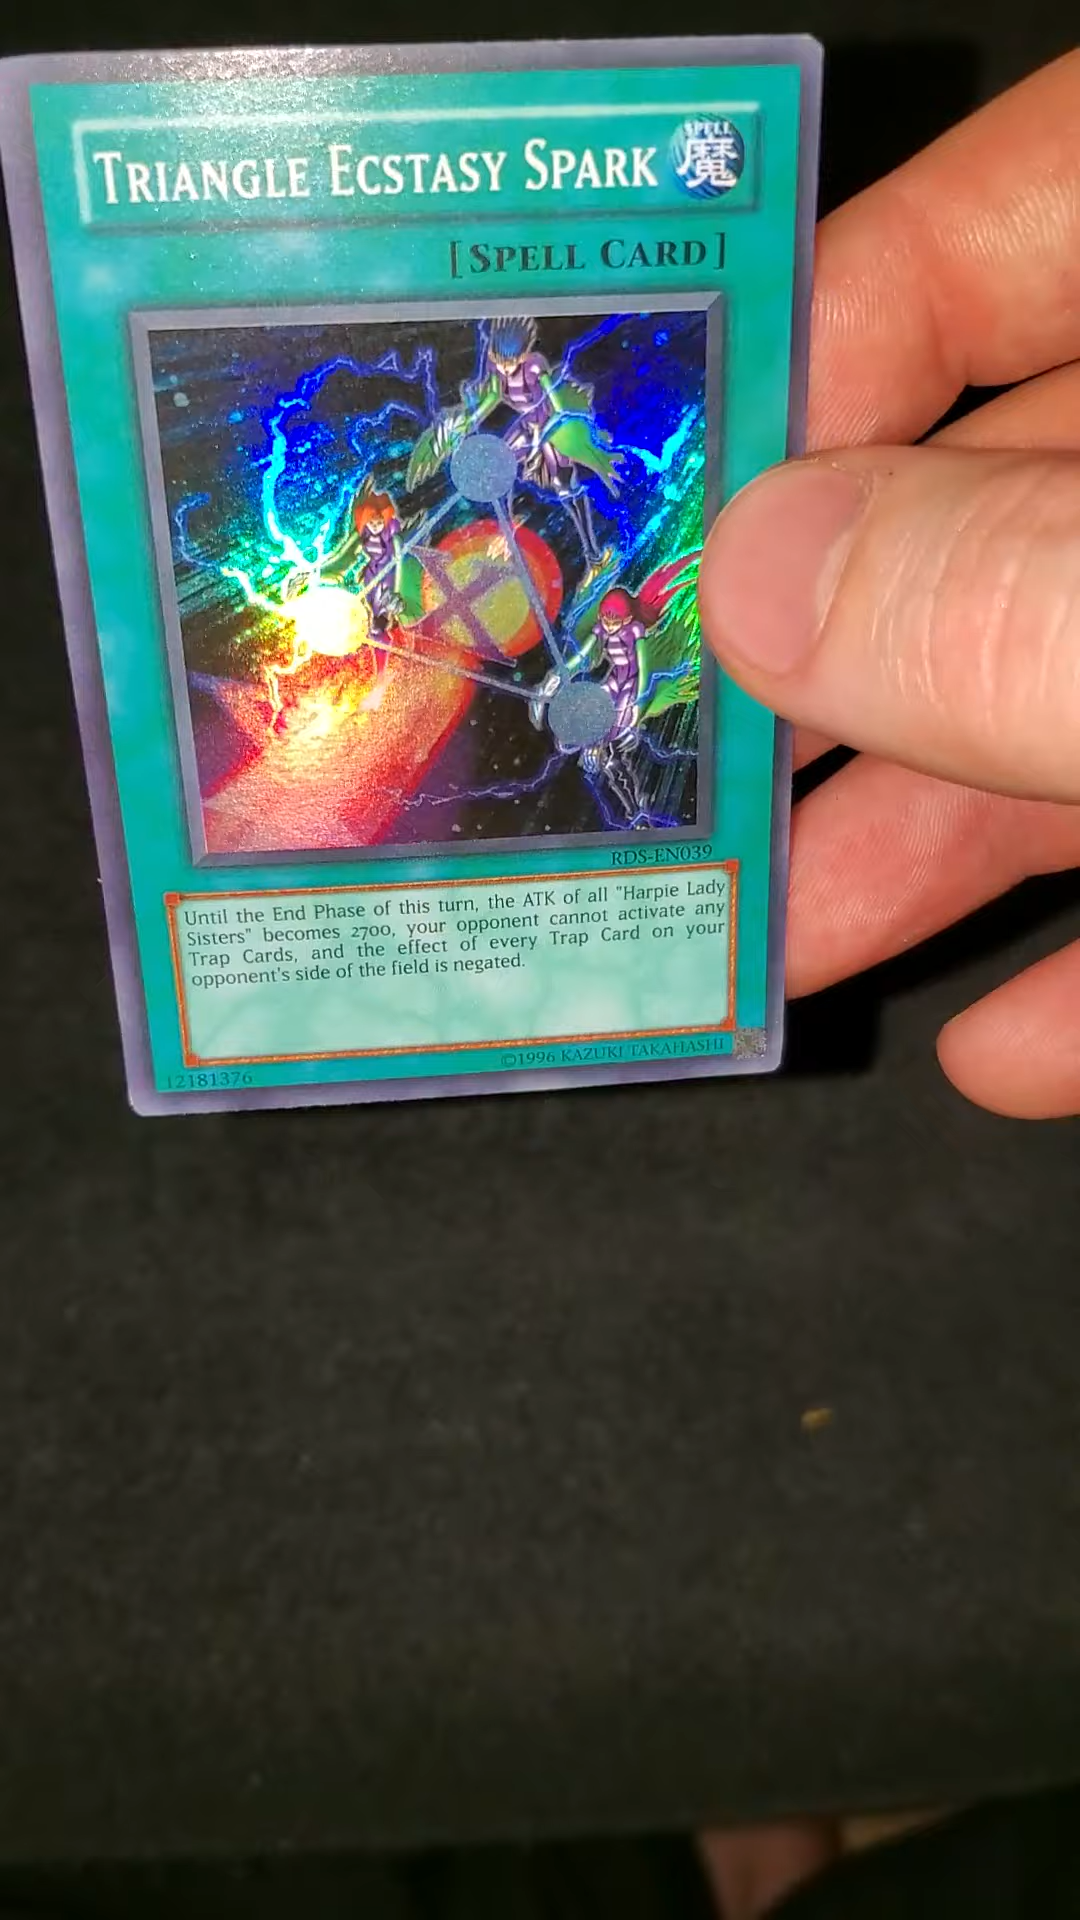 TRIANGLE ECSTASY SPARK
SPELL
魔
[SPELL CARD]
RDS-EN039
Until the End Phase of this turn, the ATK of all "Harpie Lady
Sisters" becomes 2700, your opponent cannot activate any
Trap Cards, and the effect of every Trap Card on your
opponent's side of the field is negated.
12181376
©1996 KAZUKI TAKAHASHI